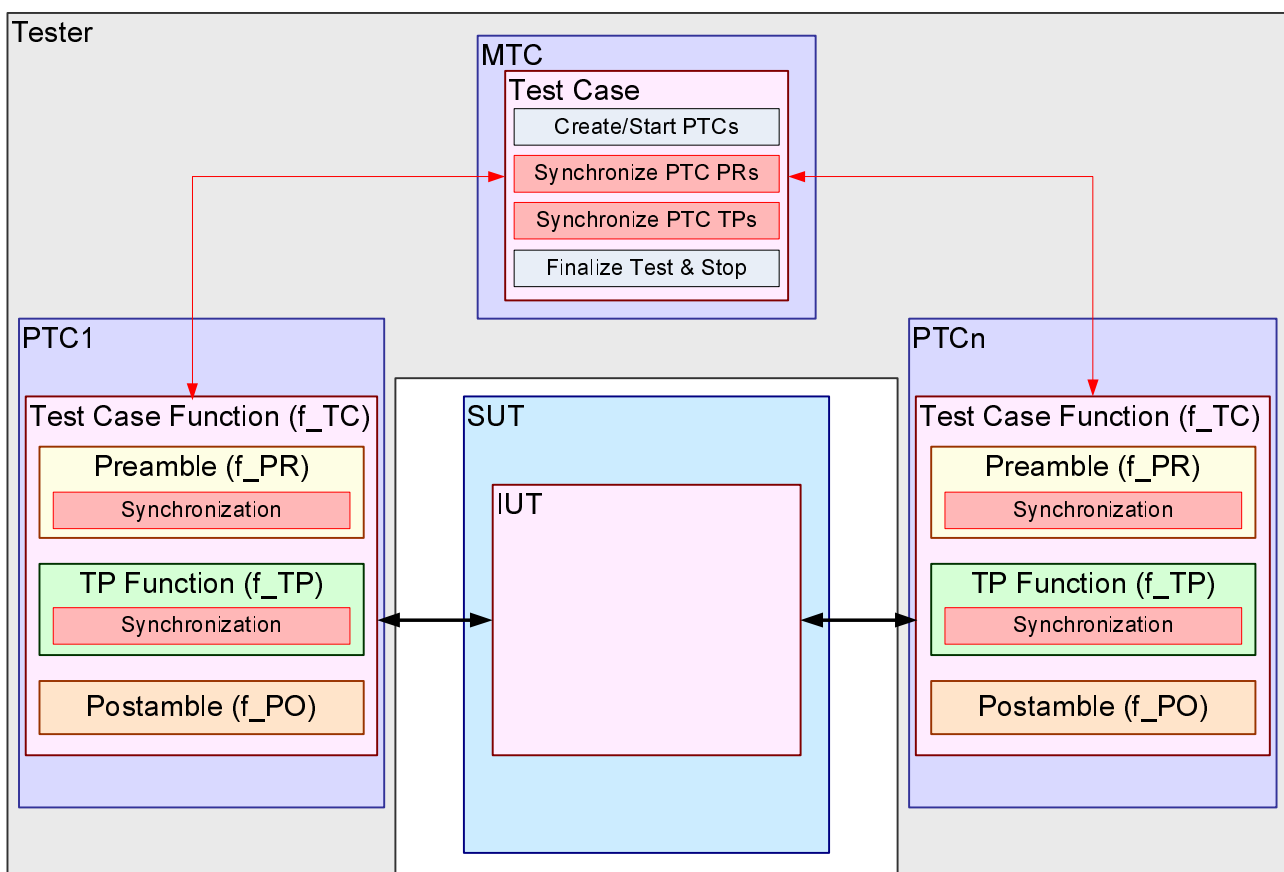 Tester
MTC
Test Case
Create/Start PTCs
Synchronize PTC PRs
Synchronize PTC TPs
Finalize Test & Stop
PTC1
Test Case Function (f_TC)
Preamble (f_PR)
Synchronization
TP Function (f_TP)
Synchronization
Postamble (f_PO)
SUT
IUT
PTCn
Test Case Function (f_TC)
Preamble (f_PR)
Synchronization
TP Function (f_TP)
Synchronization
Postamble (f_PO)